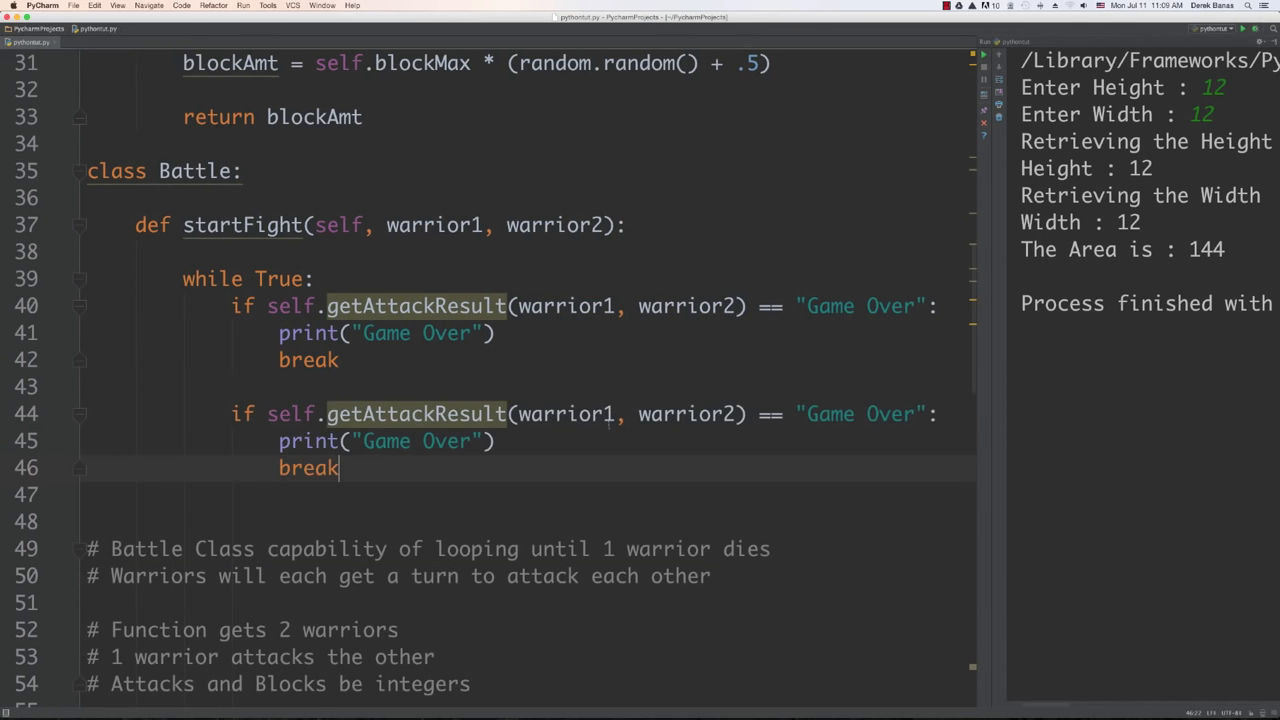 PyCharm File Edit View Navigate Code Refactor Run Tools VCS Window Help
10 Mon Jul 11 11:09 AM Derek Banas
pythontut.py - PycharmProjects - [~/PycharmProjects]
PycharmProjects pythontut.py pythontut
pythontut.py
Run pythontut
31 blockAmt = self.blockMax * (random.random() + .5)
32
33 return blockAmt
34
35 class Battle:
36
37 def startFight(self, warrior1, warrior2):
38
39 while True:
40 if self.getAttackResult(warrior1, warrior2) == "Game Over":
41 print("Game Over")
42 break
43
44 if self.getAttackResult(warrior1, warrior2) == "Game Over":
45 print("Game Over")
46 break
47
48
49 # Battle Class capability of looping until 1 warrior dies
50 # Warriors will each get a turn to attack each other
51
52 # Function gets 2 warriors
53 # 1 warrior attacks the other
54 # Attacks and Blocks be integers
/Library/Frameworks/Py
Enter Height : 12
Enter Width : 12
Retrieving the Height
Height : 12
Retrieving the Width
Width : 12
The Area is : 144
Process finished with
46:22 LF UTF-8